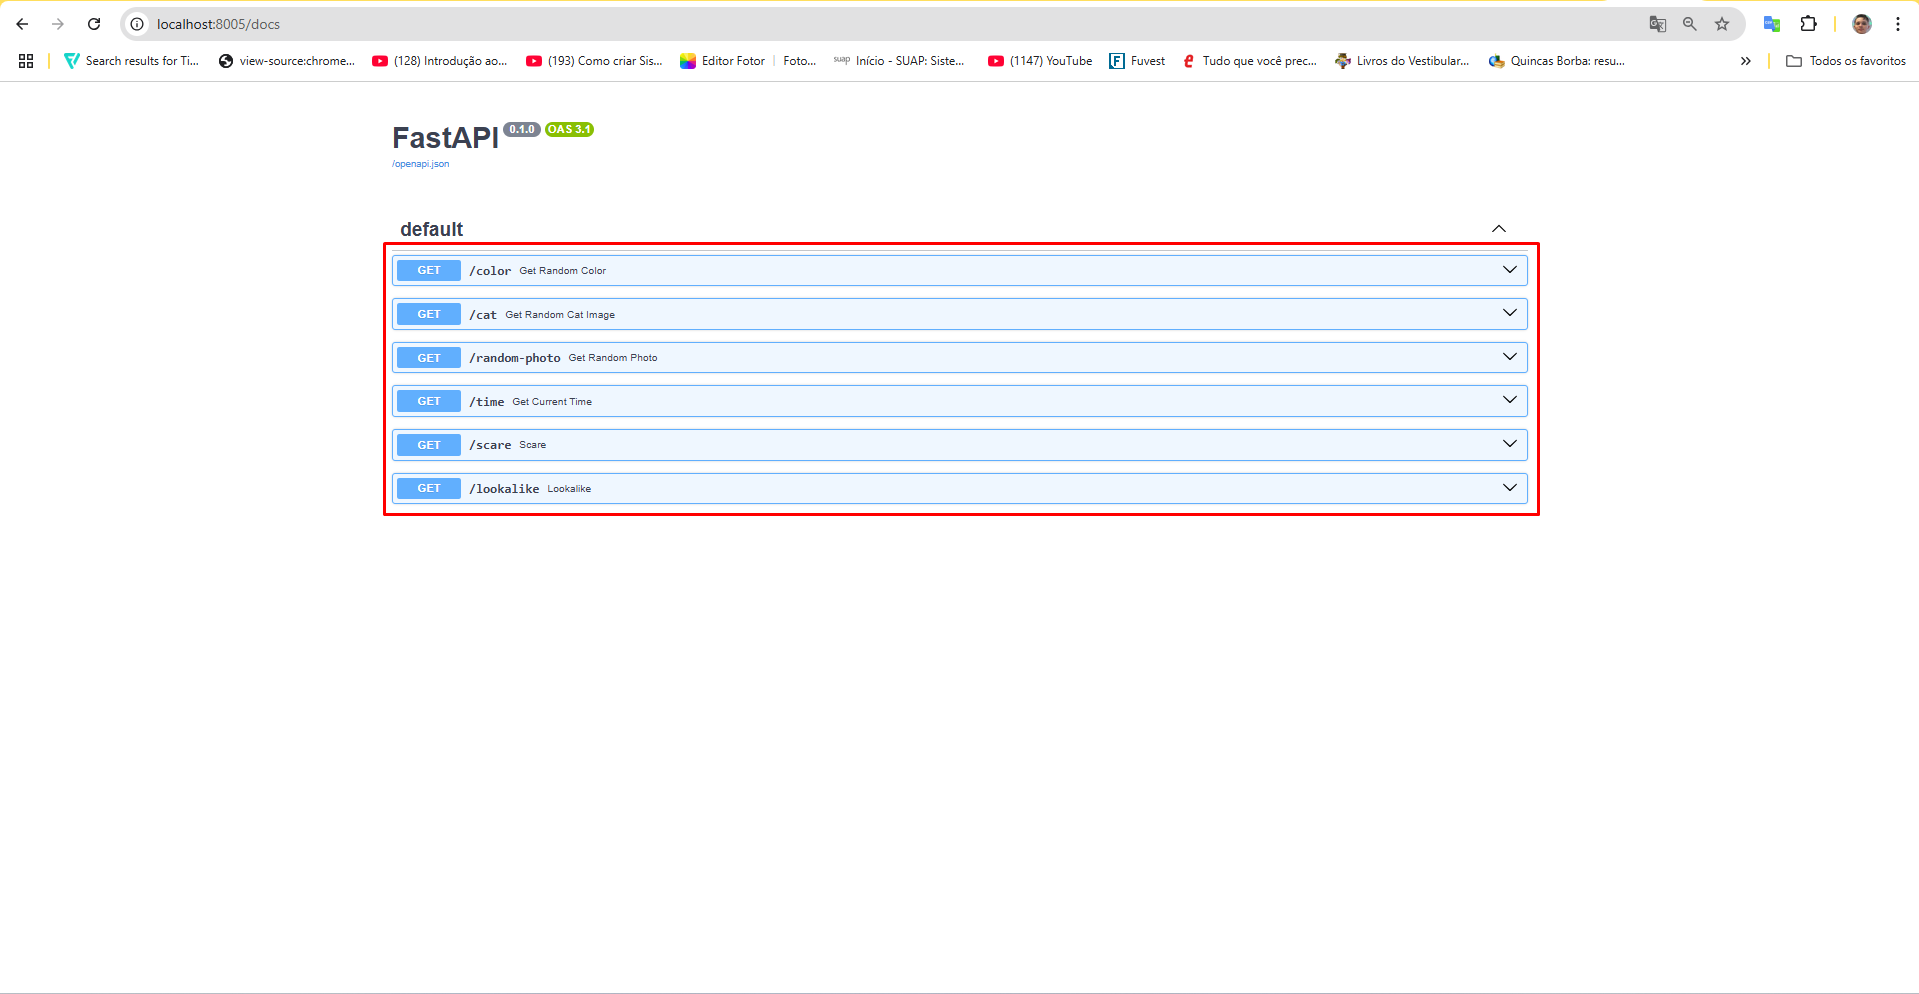 localhost:8005/docs
Search results for Ti... view-source:chrome... (128) Introdução ao... (193) Como criar Sis... Editor Fotor | Foto... suap Início - SUAP: Siste... (1147) YouTube F Fuvest e Tudo que você prec... Livros do Vestibular... Quincas Borba: resu... » Todos os favoritos
FastAPI 0.1.0 OAS 3.1
/openapi.json
default
GET /color Get Random Color
GET /cat Get Random Cat Image
GET /random-photo Get Random Photo
GET /time Get Current Time
GET /scare Scare
GET /lookalike Lookalike